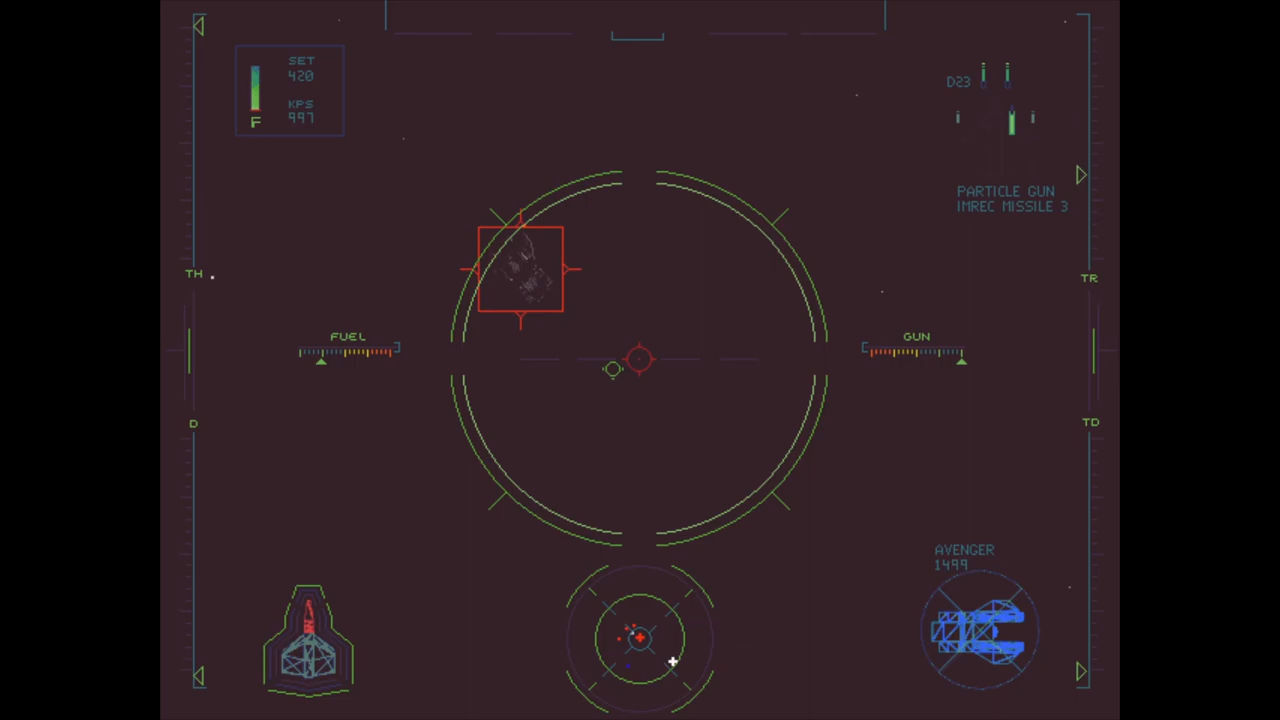 SET
420
KPS
997
F
D23
PARTICLE GUN
IMREC MISSILE 3
TH
TR
FUEL
GUN
D
TD
AVENGER
1499